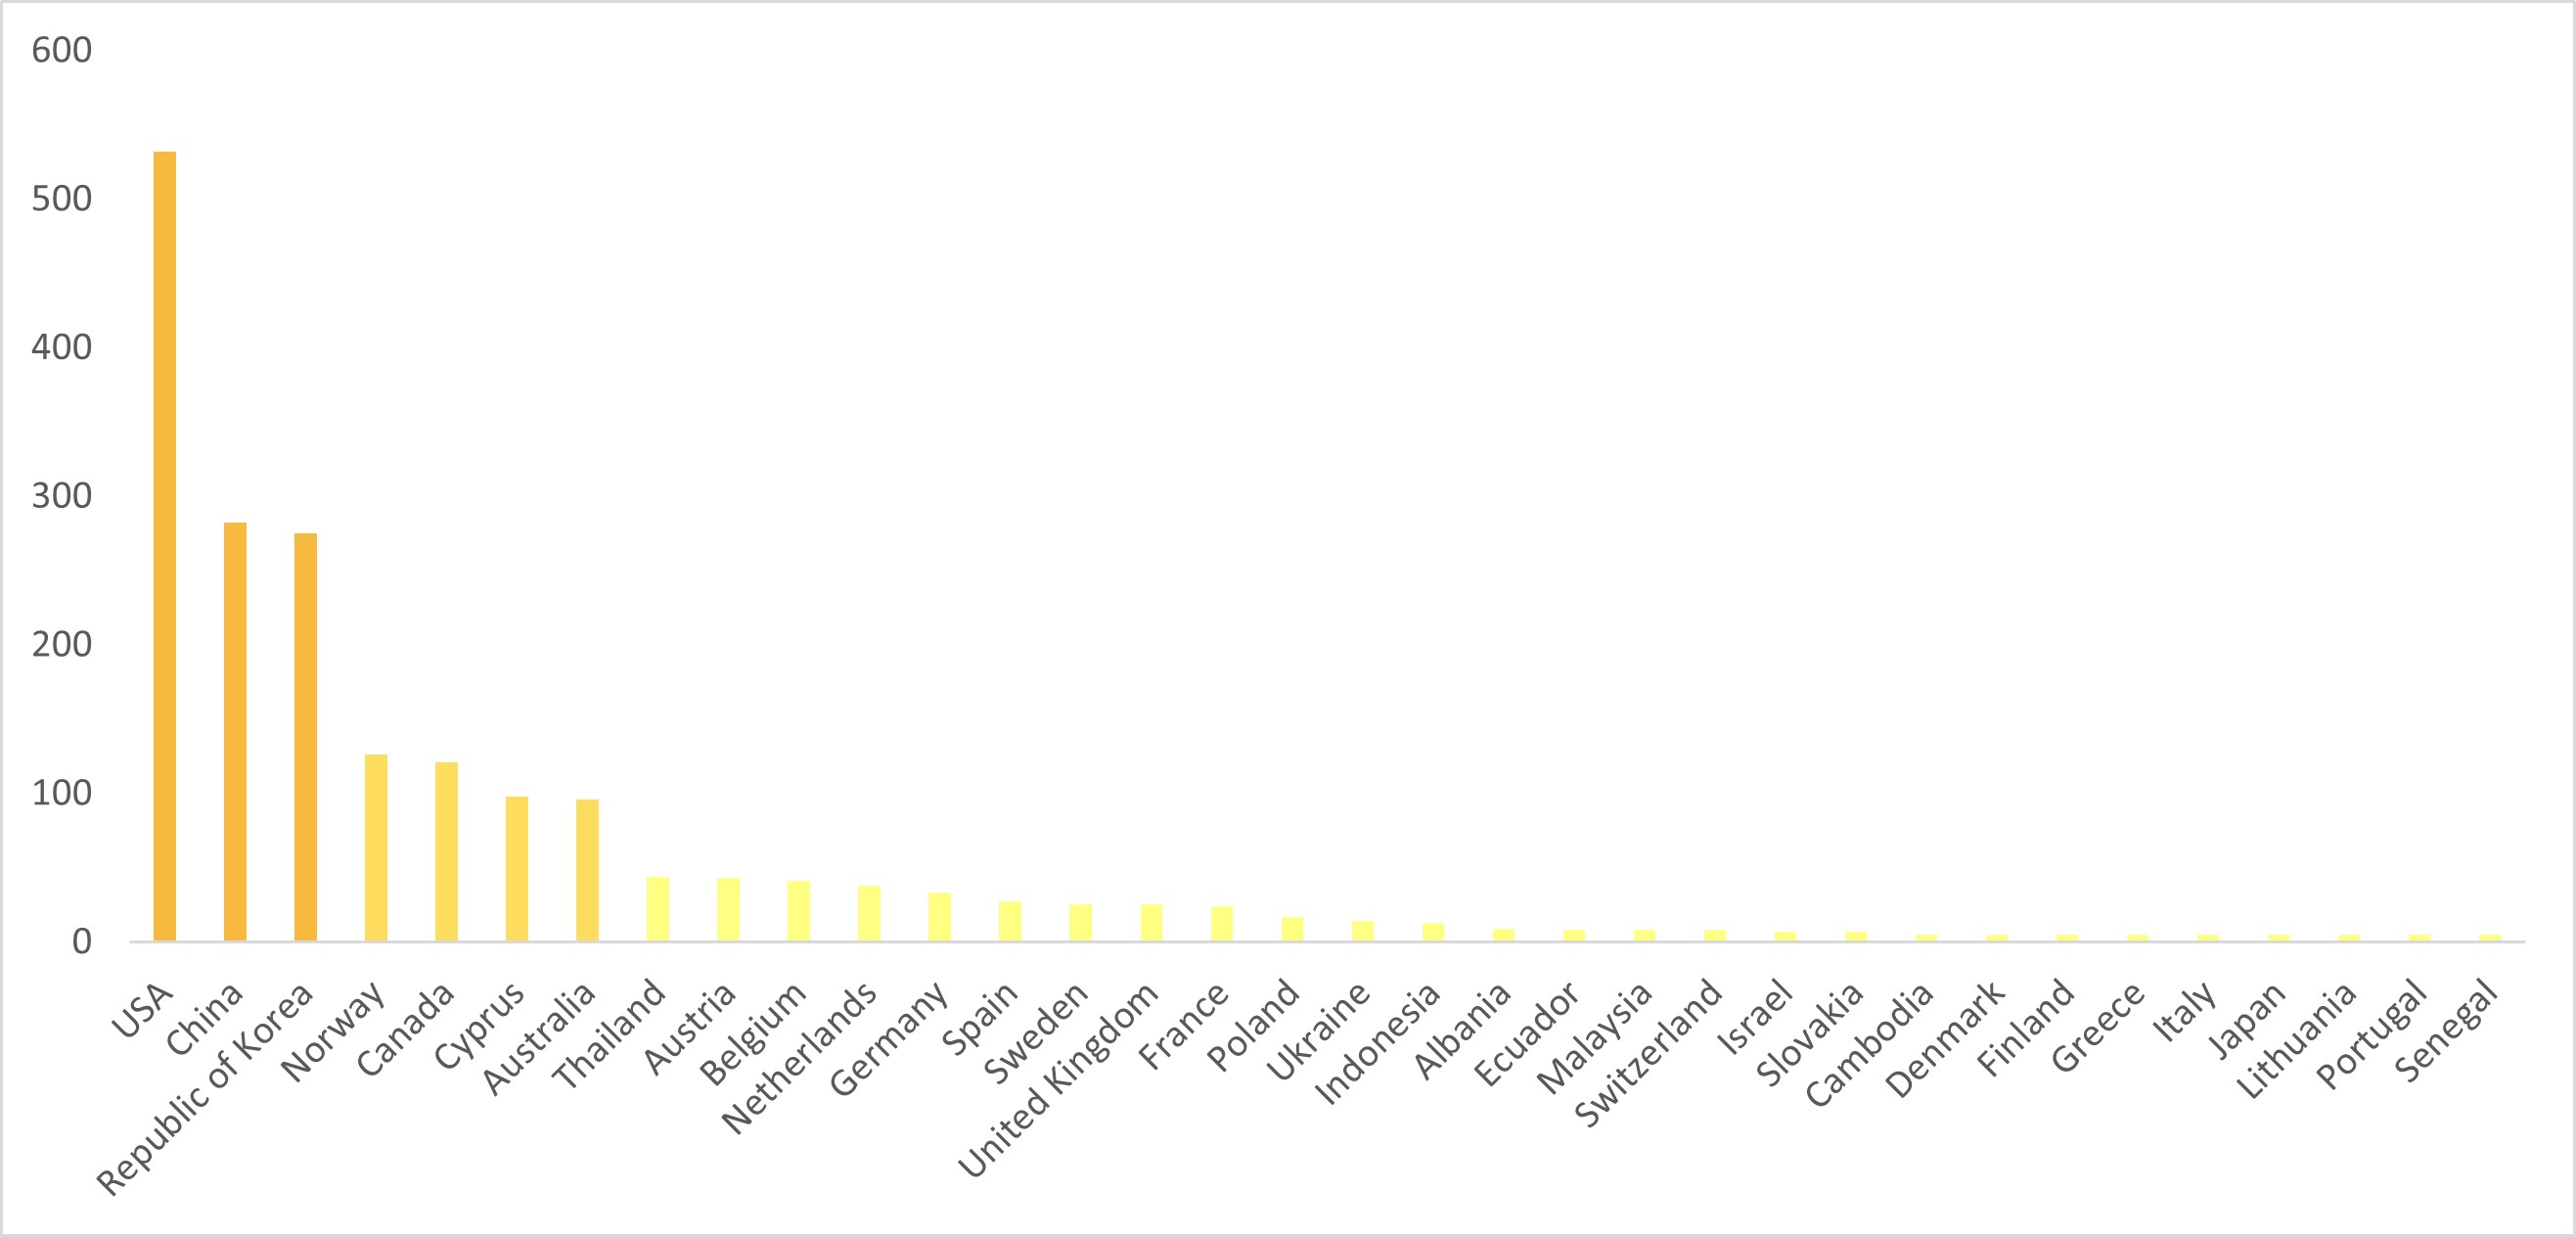 600
500
400
300
200
100
0
USA
China
Republic of Korea
Norway
Canada
Cyprus
Australia
Thailand
Austria
Belgium
Netherlands
Germany
Spain
Sweden
United Kingdom
France
Poland
Ukraine
Indonesia
Albania
Ecuador
Malaysia
Switzerland
Israel
Slovakia
Cambodia
Denmark
Finland
Greece
Italy
Japan
Lithuania
Portugal
Senegal